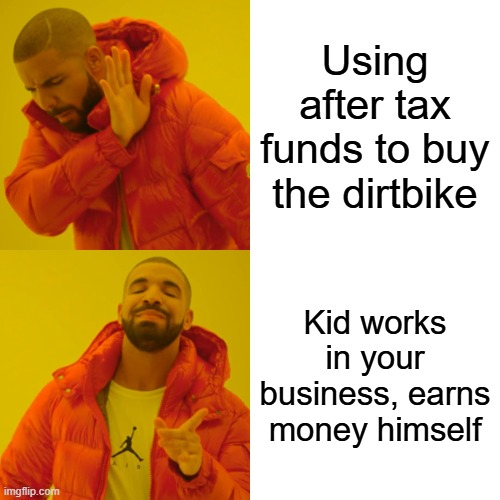 Using
after tax
funds to buy
the dirtbike
Kid works
in your
business, earns
money himself
imgflip.com